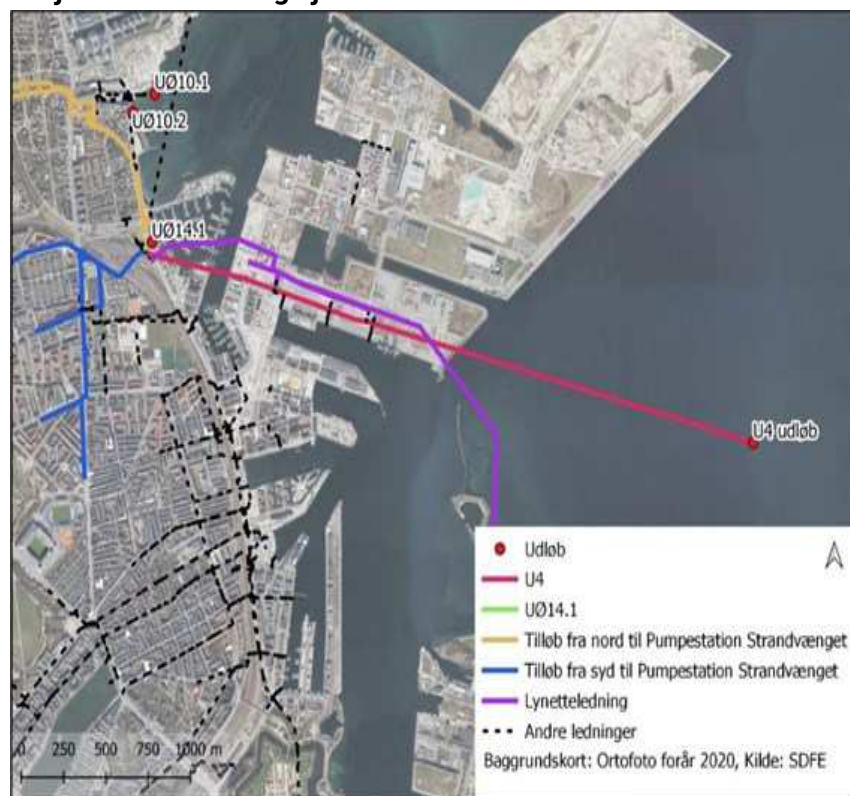 UØ10.1
UØ10.2
UØ14.1
U4 udløb
Udløb
U4
UØ14.1
Tilløb fra nord til Pumpestation Strandvænget
Tilløb fra syd til Pumpestation Strandvænget
Lynetteledning
Andre ledninger
Baggrundskort: Ortofoto forår 2020, Kilde: SDFE
0 250 500 750 1000 m